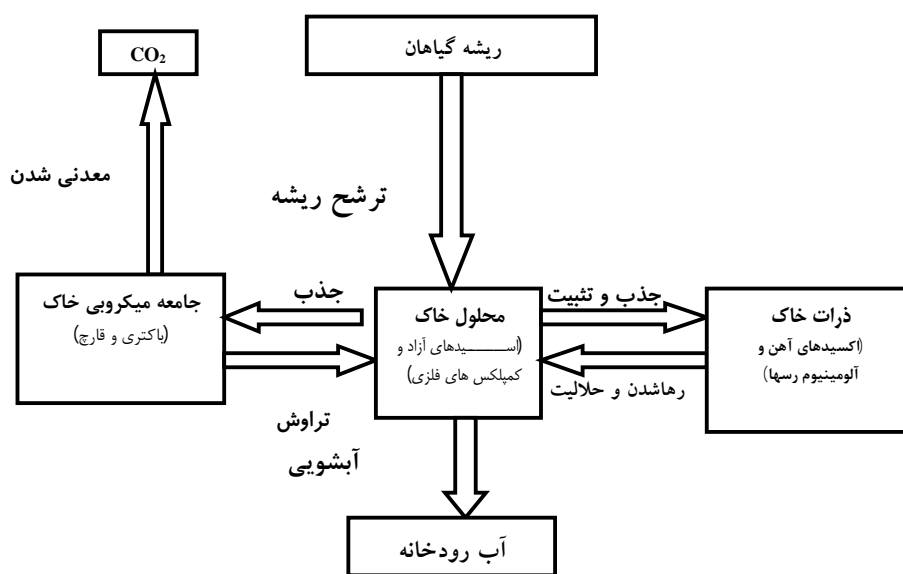 ریشه گیاهان
CO₂
معدنی شدن
ترشح ریشه
ذرات خاک
(اکسیدهای آهن و
آلومینیوم رسها)
جذب و تثبیت
رهاشدن و حلالیت
محلول خاک
(اســـــیدهای آزاد و
کمپلکس های فلزی)
جذب
جامعه میکروبی خاک
(باکتری و قارچ)
تراوش
آبشویی
آب رودخانه